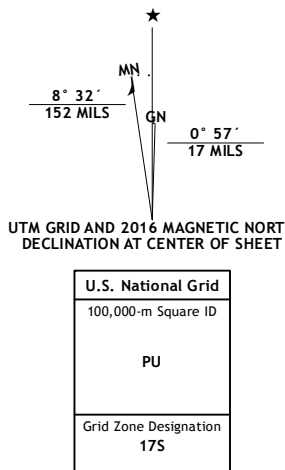 ★
MN
8° 32´
152 MILS
GN
0° 57´
17 MILS
UTM GRID AND 2016 MAGNETIC NORT
DECLINATION AT CENTER OF SHEET
U.S. National Grid
100,000-m Square ID
PU
Grid Zone Designation
17S